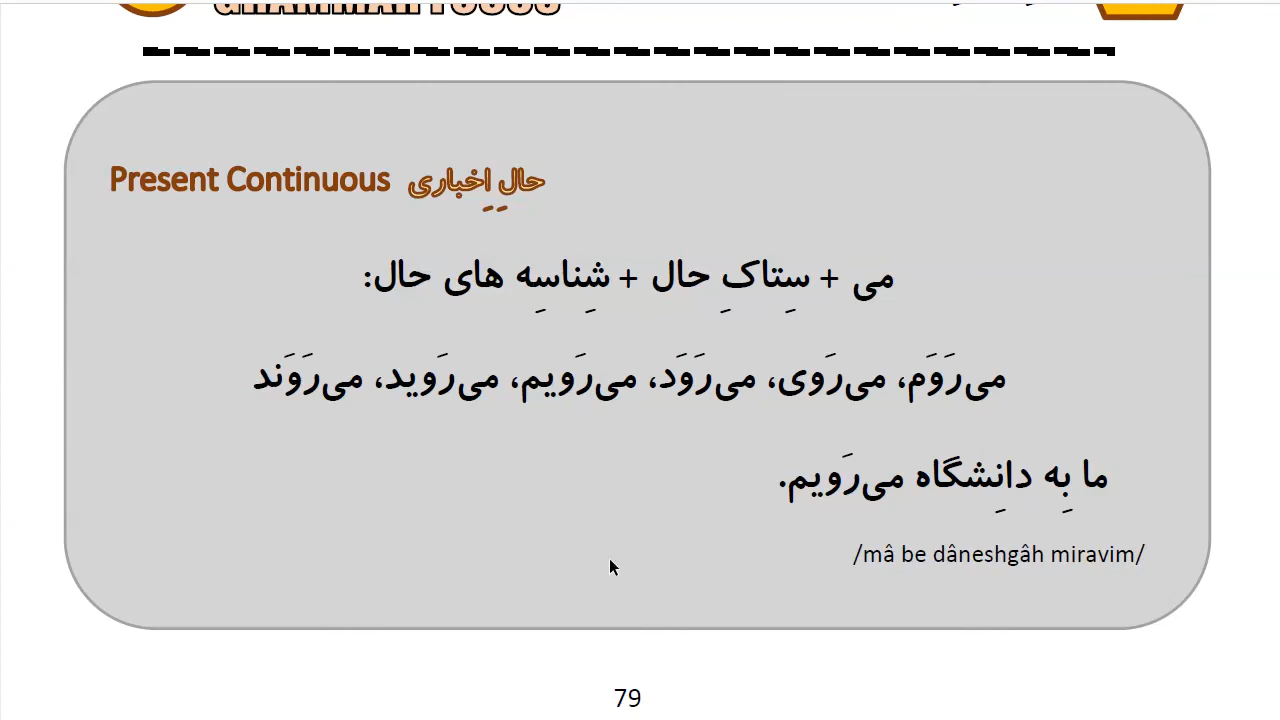 Present Continuous حالِ اِخباری
می + سِتاکِ حال + شِناسِه های حال:
می‌رَوَم، می‌رَوی، می‌رَوَد، می‌رَویم، می‌رَوید، می‌رَوَند
ما بِه دانِشگاه می‌رَویم.
/mâ be dâneshgâh miravim/
79